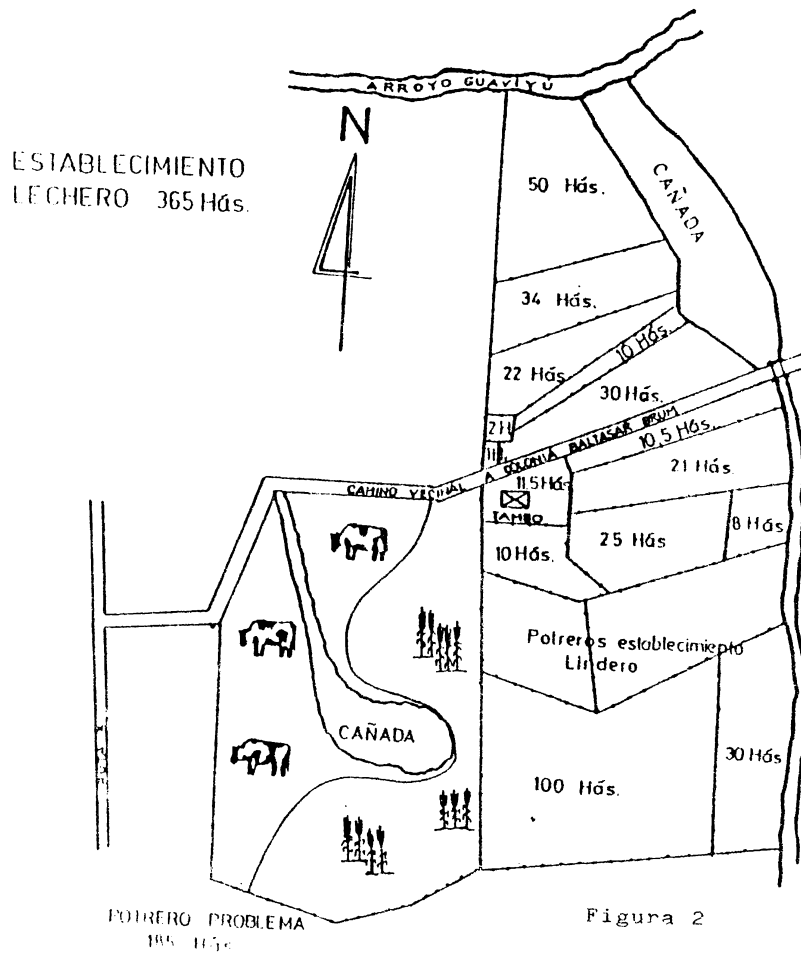 ARROYO GUAVIYÚ
N
ESTABLECIMIENTO
LECHERO 365 Hás.
CAÑADA
50 Hás.
34 Hás.
10 Hás.
22 Hás.
30 Hás.
2 H
CAMINO VECINAL A COLONIA BALTASAR BRUM
10,5 Hás.
21 Hás.
11.5 Hás
TAMBO
8 Hás
25 Hás
10 Hás.
Potreros establecimiento
Lindero
CAÑADA
30 Hás
100 Hás.
POTRERO PROBLEMA
Figura 2